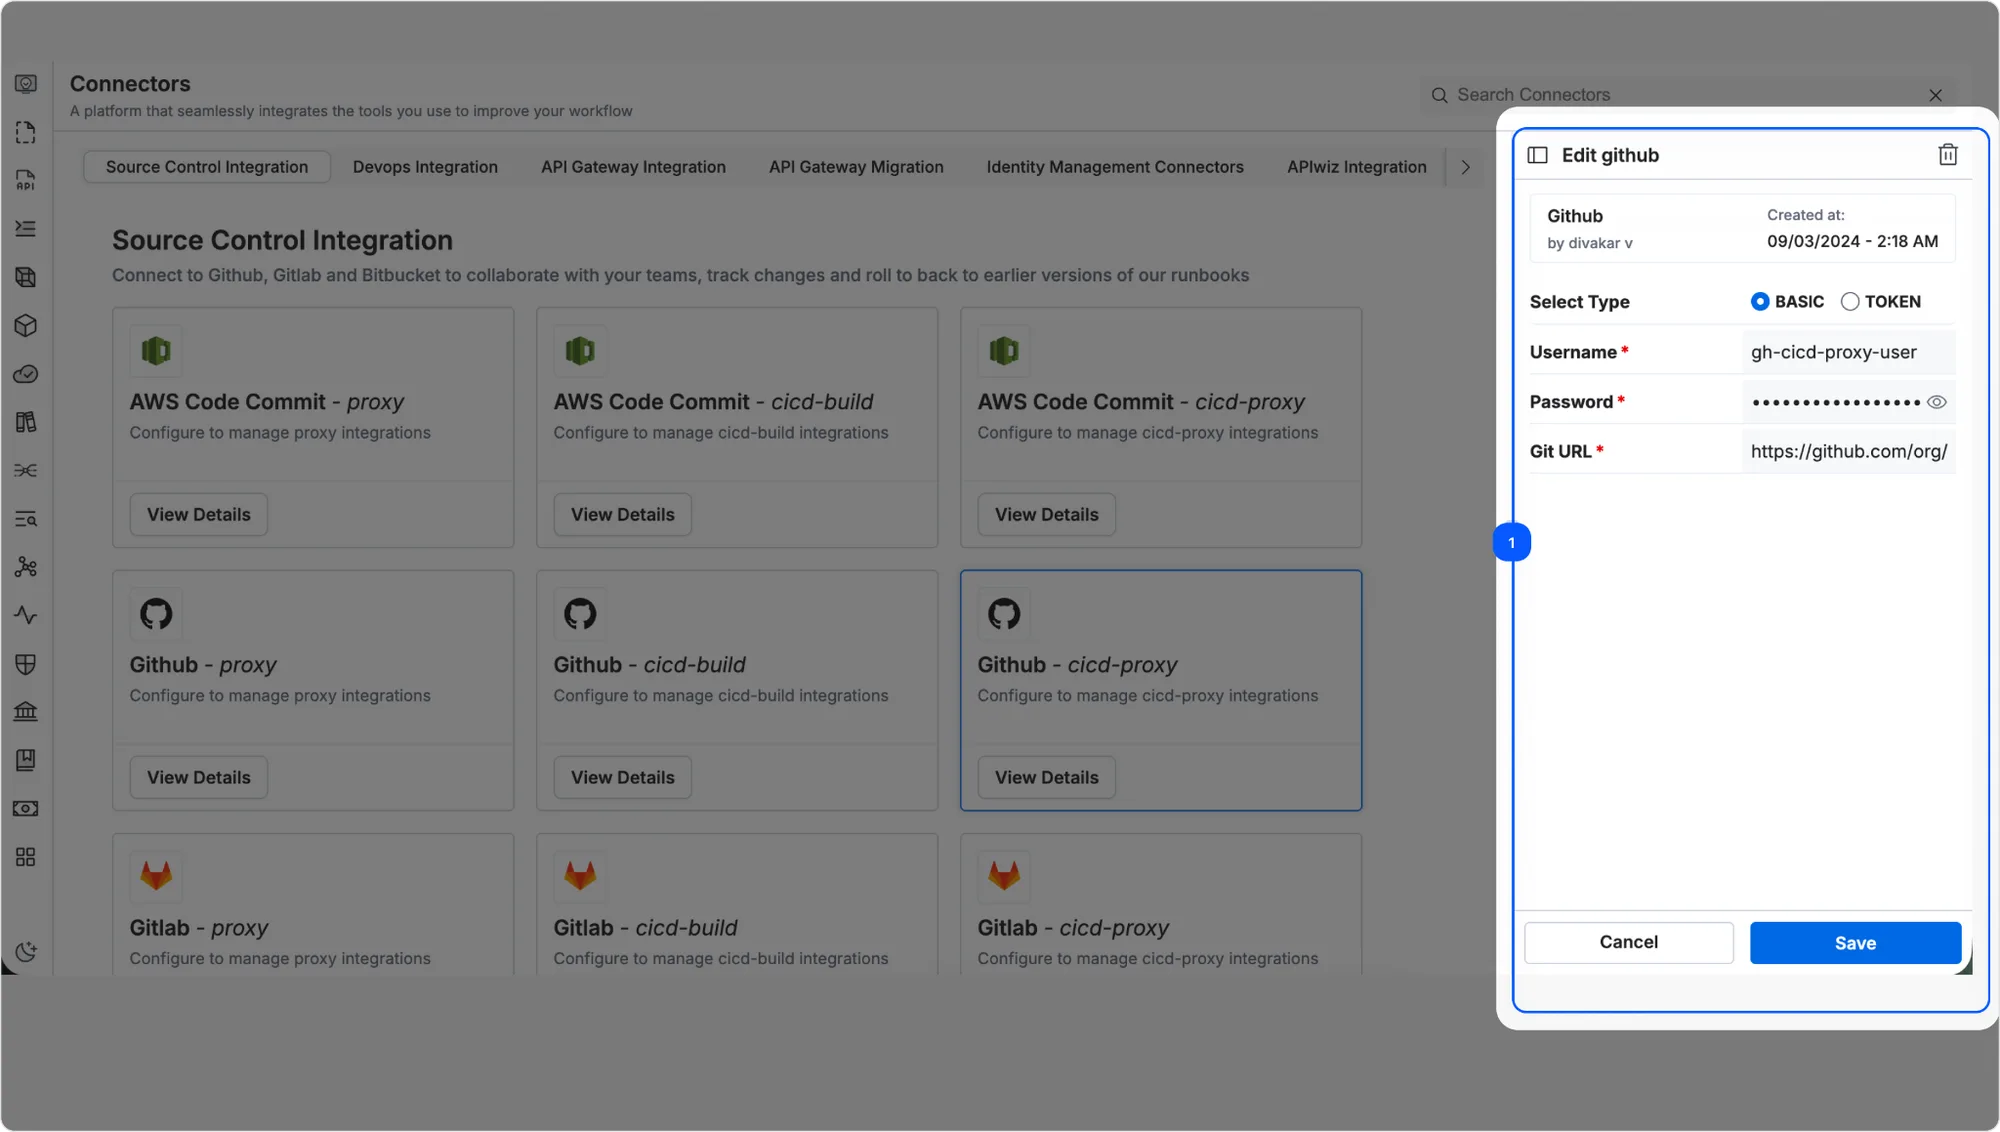 Connectors
A platform that seamlessly integrates the tools you use to improve your workflow
Search Connectors
Source Control Integration
Devops Integration
API Gateway Integration
API Gateway Migration
Identity Management Connectors
APIwiz Integration
API
Source Control Integration
Connect to Github, Gitlab and Bitbucket to collaborate with your teams, track changes and roll to back to earlier versions of our runbooks
AWS Code Commit - proxy
Configure to manage proxy integrations
View Details
AWS Code Commit - cicd-build
Configure to manage cicd-build integrations
View Details
AWS Code Commit - cicd-proxy
Configure to manage cicd-proxy integrations
View Details
Github - proxy
Configure to manage proxy integrations
View Details
Github - cicd-build
Configure to manage cicd-build integrations
View Details
Github - cicd-proxy
Configure to manage cicd-proxy integrations
View Details
Gitlab - proxy
Configure to manage proxy integrations
Gitlab - cicd-build
Configure to manage cicd-build integrations
Gitlab - cicd-proxy
Configure to manage cicd-proxy integrations
1
Edit github
Github
by divakar v
Created at:
09/03/2024 - 2:18 AM
Select Type
BASIC
TOKEN
Username *
gh-cicd-proxy-user
Password *
•••••••••••••••••
Git URL *
https://github.com/org/
Cancel
Save